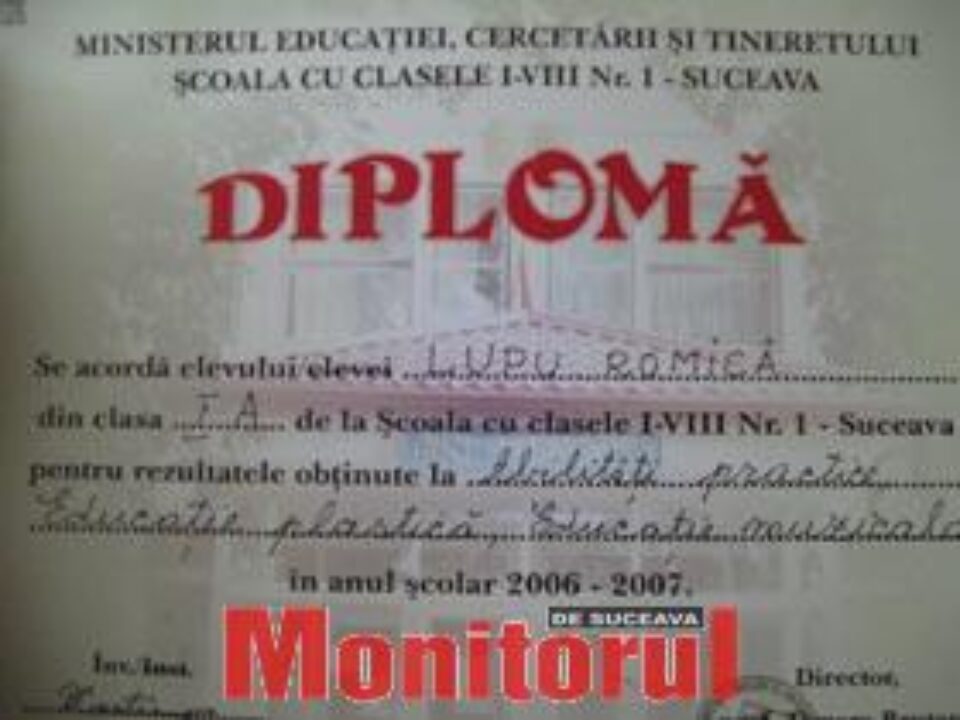 MINISTERUL EDUCAȚIEI, CERCETĂRII ȘI TINERETULUI
ȘCOALA CU CLASELE I-VIII Nr. 1 - SUCEAVA
DIPLOMĂ
Se acordă elevului/elevei LUPU ROMICĂ
din clasa I A de la Școala cu clasele I-VIII Nr. 1 - Suceava
pentru rezultatele obținute la Abilități practice,
Educație plastică, Educație muzicala
în anul școlar 2006 - 2007.
Monitorul DE SUCEAVA
Înv./Inst. Director,